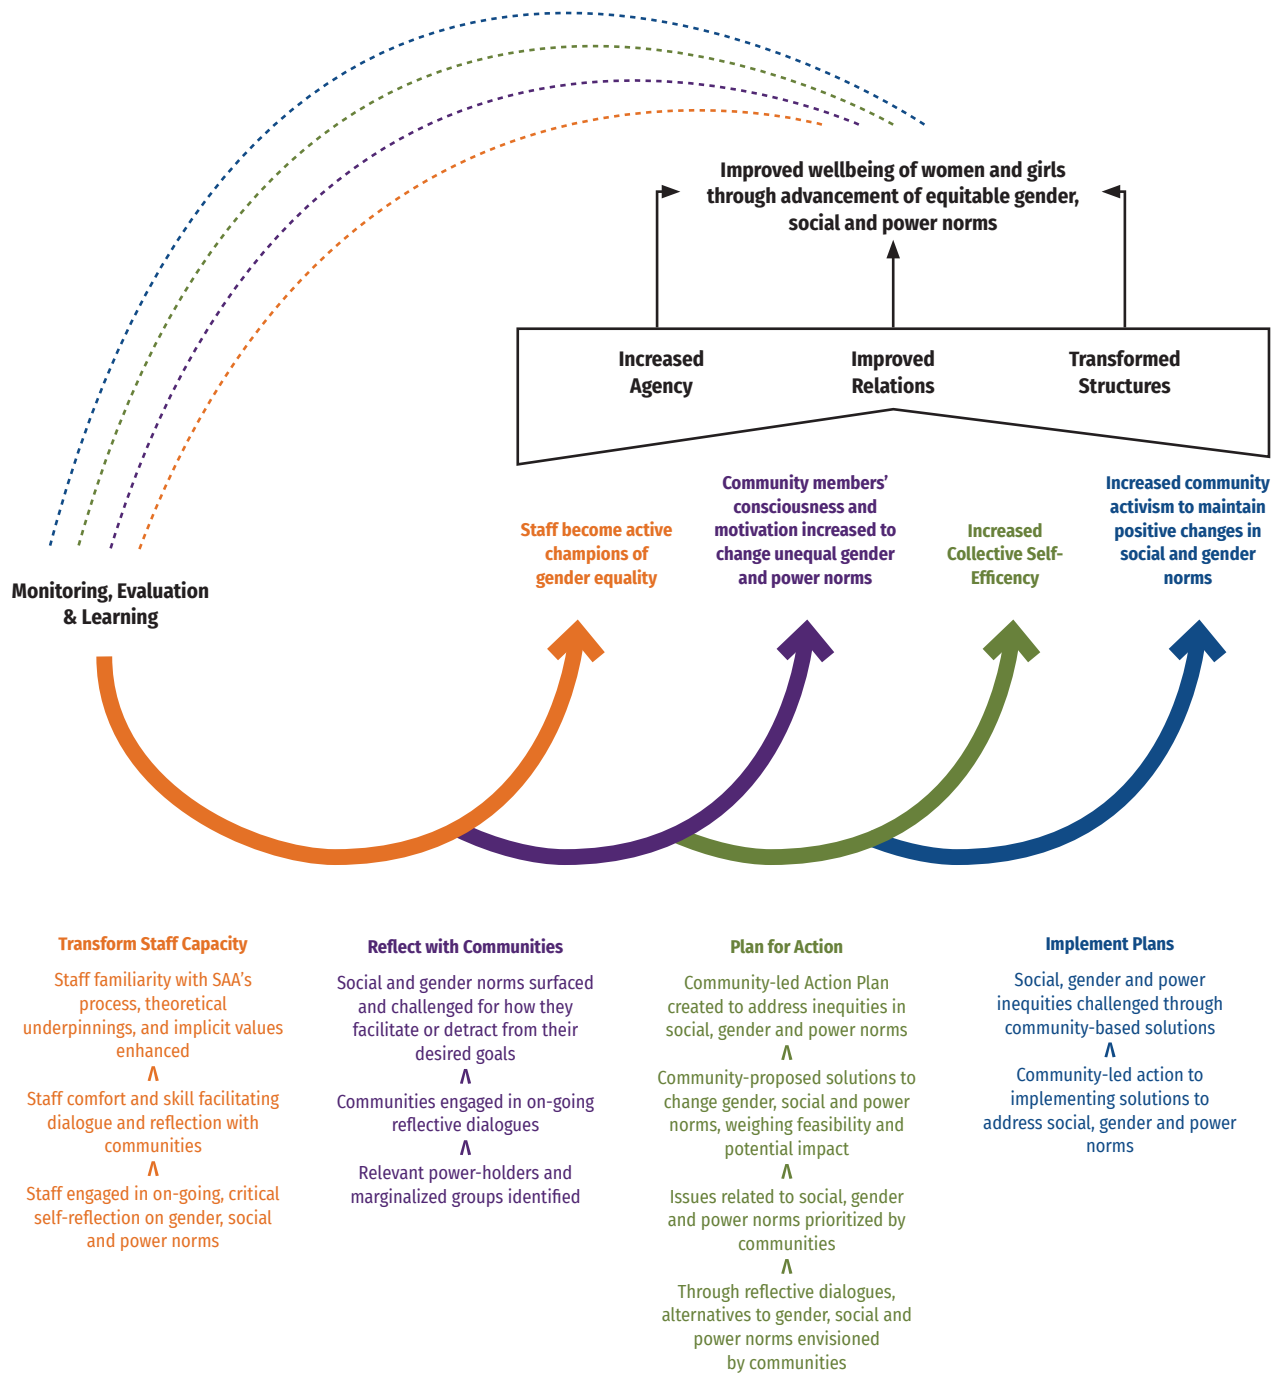 Improved wellbeing of women and girls
through advancement of equitable gender,
social and power norms
Increased
Agency
Improved
Relations
Transformed
Structures
Monitoring, Evaluation
& Learning
Staff become active
champions of
gender equality
Community members’
consciousness and
motivation increased to
change unequal gender
and power norms
Increased
Collective Self-
Efficency
Increased community
activism to maintain
positive changes in
social and gender
norms
Transform Staff Capacity
Staff familiarity with SAA’s
process, theoretical
underpinnings, and implicit values
enhanced
Staff comfort and skill facilitating
dialogue and reflection with
communities
Staff engaged in on-going, critical
self-reflection on gender, social
and power norms
Reflect with Communities
Social and gender norms surfaced
and challenged for how they
facilitate or detract from their
desired goals
Communities engaged in on-going
reflective dialogues
Relevant power-holders and
marginalized groups identified
Plan for Action
Community-led Action Plan
created to address inequities in
social, gender and power norms
Community-proposed solutions to
change gender, social and power
norms, weighing feasibility and
potential impact
Issues related to social, gender
and power norms prioritized by
communities
Through reflective dialogues,
alternatives to gender, social and
power norms envisioned
by communities
Implement Plans
Social, gender and power
inequities challenged through
community-based solutions
Community-led action to
implementing solutions to
address social, gender and power
norms